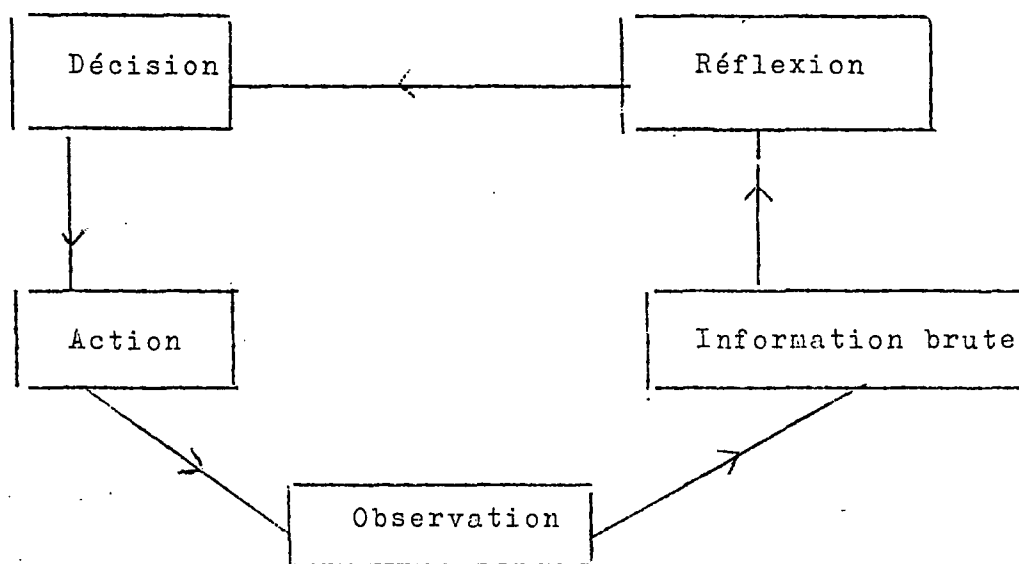 Décision
Réflexion
Action
Information brute
Observation